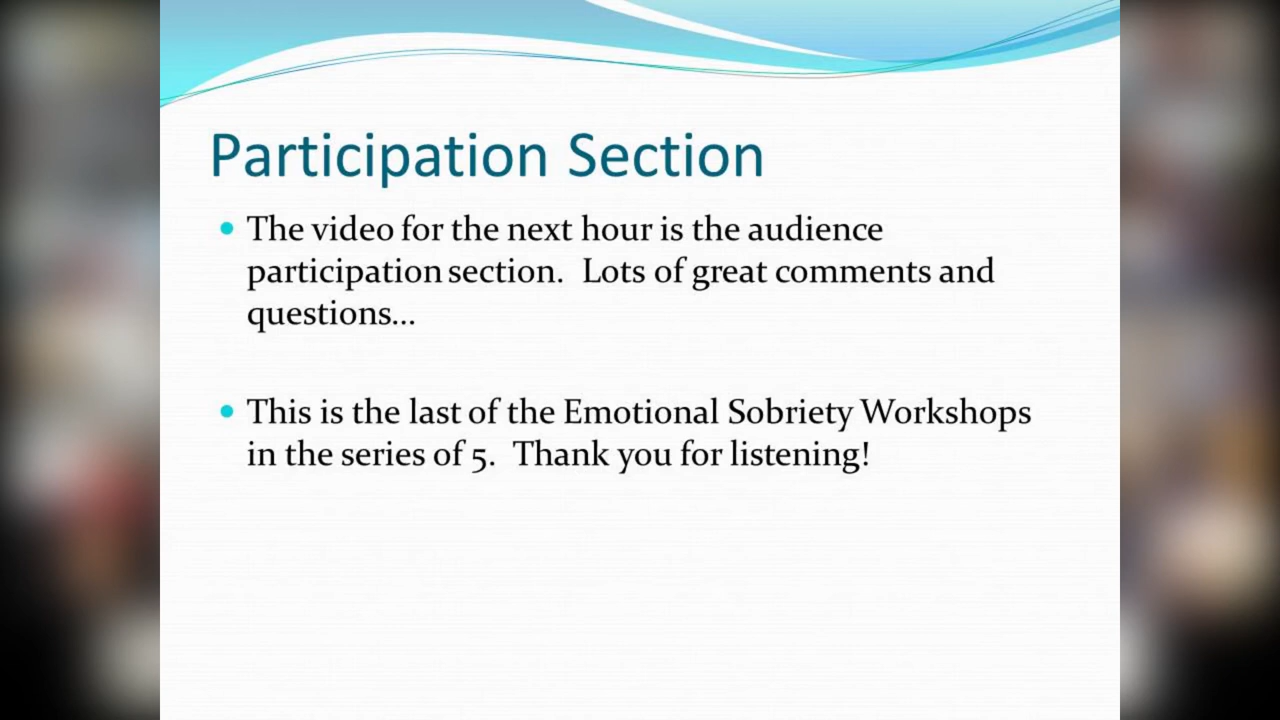 Participation Section
The video for the next hour is the audience
participation section.  Lots of great comments and
questions...
This is the last of the Emotional Sobriety Workshops
in the series of 5.  Thank you for listening!